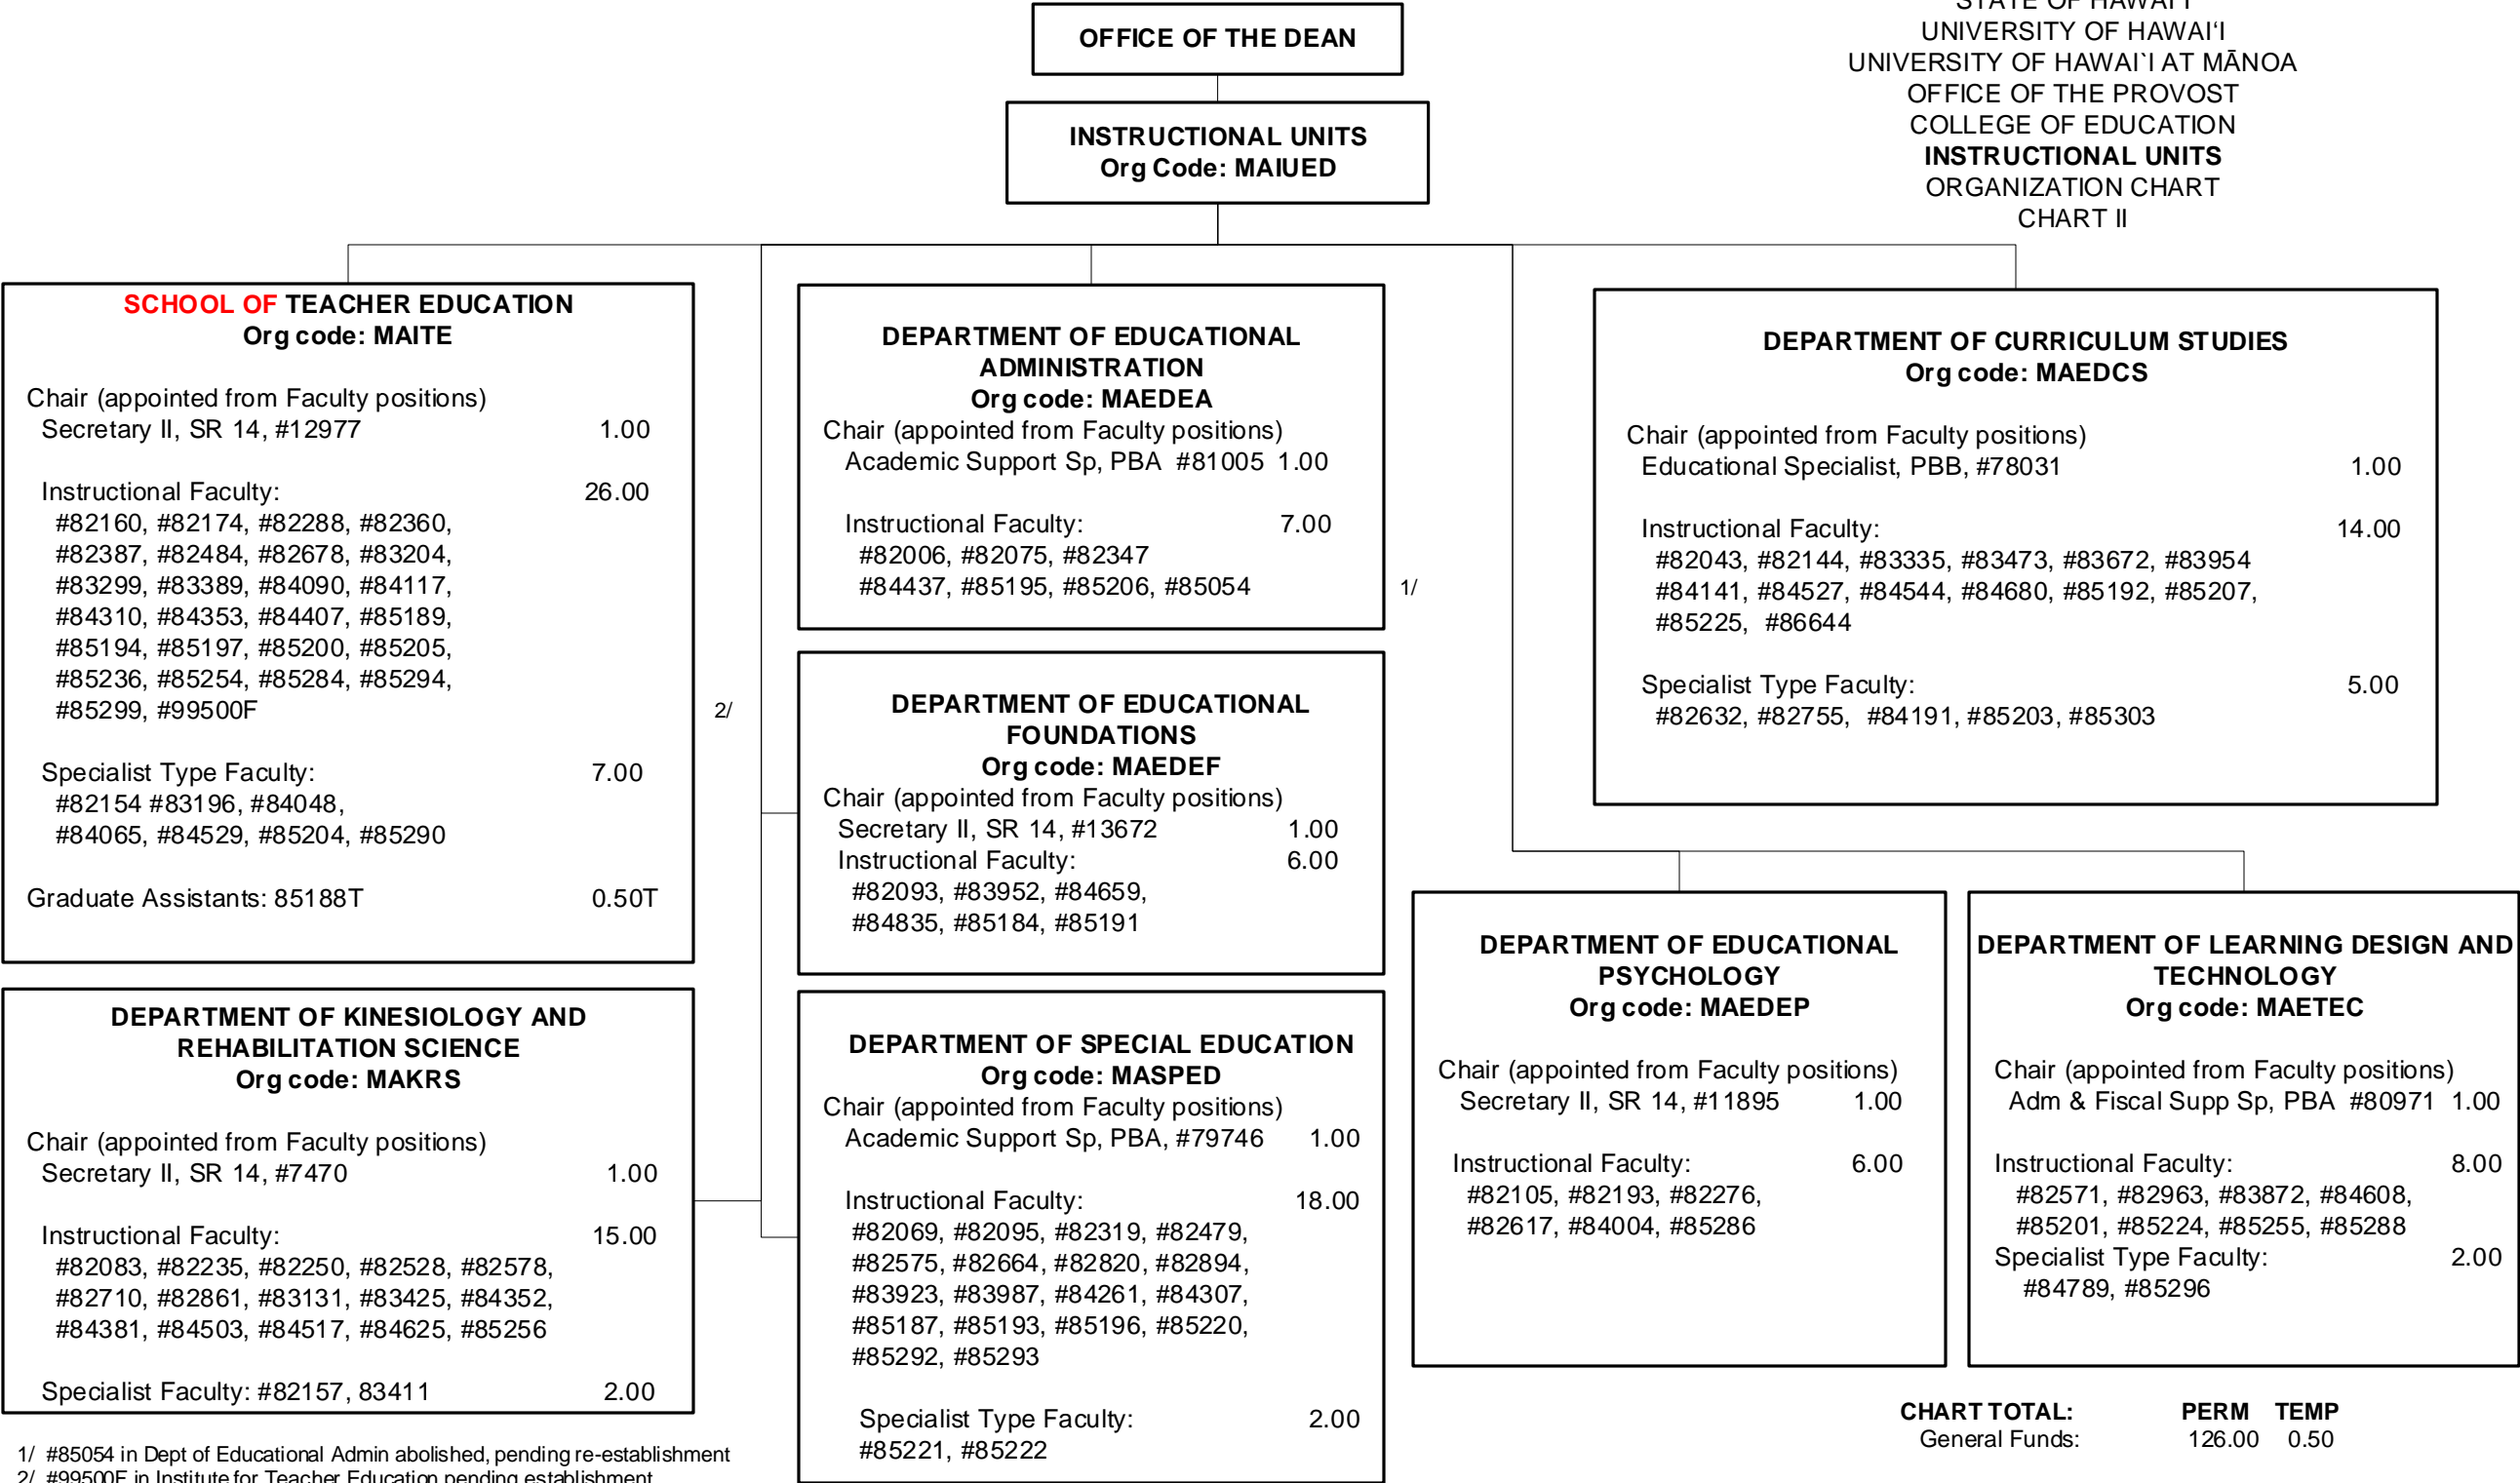 OFFICE OF THE DEAN
INSTRUCTIONAL UNITS
Org Code: MAIUED
STATE OF HAWAI‘I
UNIVERSITY OF HAWAI‘I
UNIVERSITY OF HAWAI`I AT MĀNOA
OFFICE OF THE PROVOST
COLLEGE OF EDUCATION
INSTRUCTIONAL UNITS
ORGANIZATION CHART
CHART II
SCHOOL OF TEACHER EDUCATION
Org code: MAITE
Chair (appointed from Faculty positions)
Secretary II, SR 14, #12977 1.00
Instructional Faculty: 26.00
#82160, #82174, #82288, #82360,
#82387, #82484, #82678, #83204,
#83299, #83389, #84090, #84117,
#84310, #84353, #84407, #85189,
#85194, #85197, #85200, #85205,
#85236, #85254, #85284, #85294,
#85299, #99500F 2/
Specialist Type Faculty: 7.00
#82154 #83196, #84048,
#84065, #84529, #85204, #85290
Graduate Assistants: 85188T 0.50T
DEPARTMENT OF KINESIOLOGY AND
REHABILITATION SCIENCE
Org code: MAKRS
Chair (appointed from Faculty positions)
Secretary II, SR 14, #7470 1.00
Instructional Faculty: 15.00
#82083, #82235, #82250, #82528, #82578,
#82710, #82861, #83131, #83425, #84352,
#84381, #84503, #84517, #84625, #85256
Specialist Faculty: #82157, 83411 2.00
DEPARTMENT OF EDUCATIONAL
ADMINISTRATION
Org code: MAEDEA
Chair (appointed from Faculty positions)
Academic Support Sp, PBA #81005 1.00
Instructional Faculty: 7.00
#82006, #82075, #82347
#84437, #85195, #85206, #85054 1/
DEPARTMENT OF EDUCATIONAL
FOUNDATIONS
Org code: MAEDEF
Chair (appointed from Faculty positions)
Secretary II, SR 14, #13672 1.00
Instructional Faculty: 6.00
#82093, #83952, #84659,
#84835, #85184, #85191
DEPARTMENT OF SPECIAL EDUCATION
Org code: MASPED
Chair (appointed from Faculty positions)
Academic Support Sp, PBA, #79746 1.00
Instructional Faculty: 18.00
#82069, #82095, #82319, #82479,
#82575, #82664, #82820, #82894,
#83923, #83987, #84261, #84307,
#85187, #85193, #85196, #85220,
#85292, #85293
Specialist Type Faculty: 2.00
#85221, #85222
DEPARTMENT OF CURRICULUM STUDIES
Org code: MAEDCS
Chair (appointed from Faculty positions)
Educational Specialist, PBB, #78031 1.00
Instructional Faculty: 14.00
#82043, #82144, #83335, #83473, #83672, #83954
#84141, #84527, #84544, #84680, #85192, #85207,
#85225, #86644
Specialist Type Faculty: 5.00
#82632, #82755, #84191, #85203, #85303
DEPARTMENT OF EDUCATIONAL
PSYCHOLOGY
Org code: MAEDEP
Chair (appointed from Faculty positions)
Secretary II, SR 14, #11895 1.00
Instructional Faculty: 6.00
#82105, #82193, #82276,
#82617, #84004, #85286
DEPARTMENT OF LEARNING DESIGN AND
TECHNOLOGY
Org code: MAETEC
Chair (appointed from Faculty positions)
Adm & Fiscal Supp Sp, PBA #80971 1.00
Instructional Faculty: 8.00
#82571, #82963, #83872, #84608,
#85201, #85224, #85255, #85288
Specialist Type Faculty: 2.00
#84789, #85296
CHART TOTAL: PERM TEMP
General Funds: 126.00 0.50
1/ #85054 in Dept of Educational Admin abolished, pending re-establishment
2/ #99500F in Institute for Teacher Education pending establishment